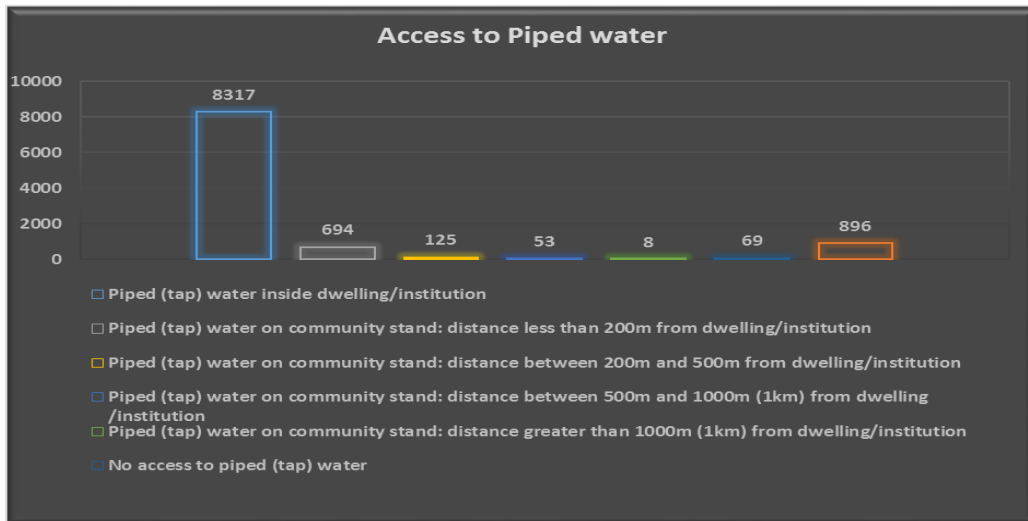 Access to Piped water
10000
8000
6000
4000
2000
0
8317
694
125
53
8
69
896
Piped (tap) water inside dwelling/institution
Piped (tap) water on community stand: distance less than 200m from dwelling/institution
Piped (tap) water on community stand: distance between 200m and 500m from dwelling/institution
Piped (tap) water on community stand: distance between 500m and 1000m (1km) from dwelling
/institution
Piped (tap) water on community stand: distance greater than 1000m (1km) from dwelling/institution
No access to piped (tap) water